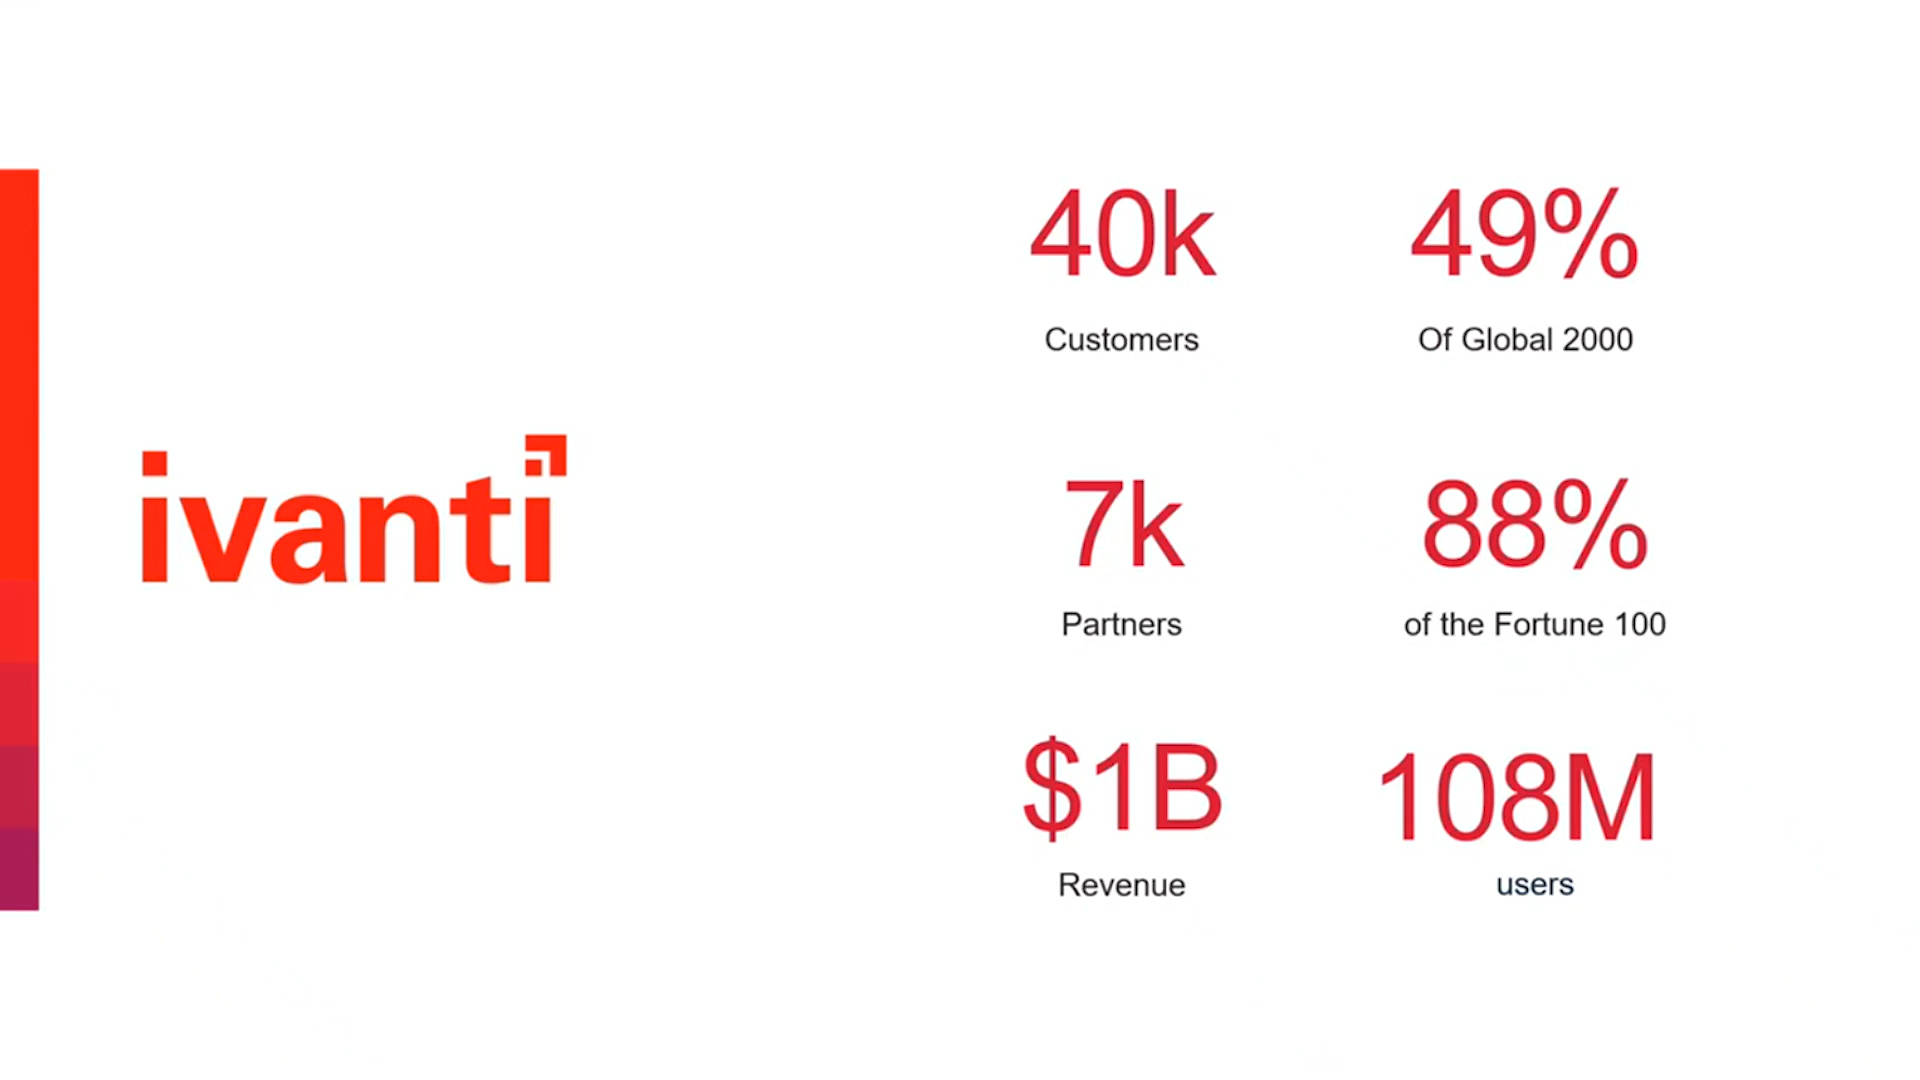 ivanti
40k
Customers
49%
Of Global 2000
7k
Partners
88%
of the Fortune 100
$1B
Revenue
108M
users